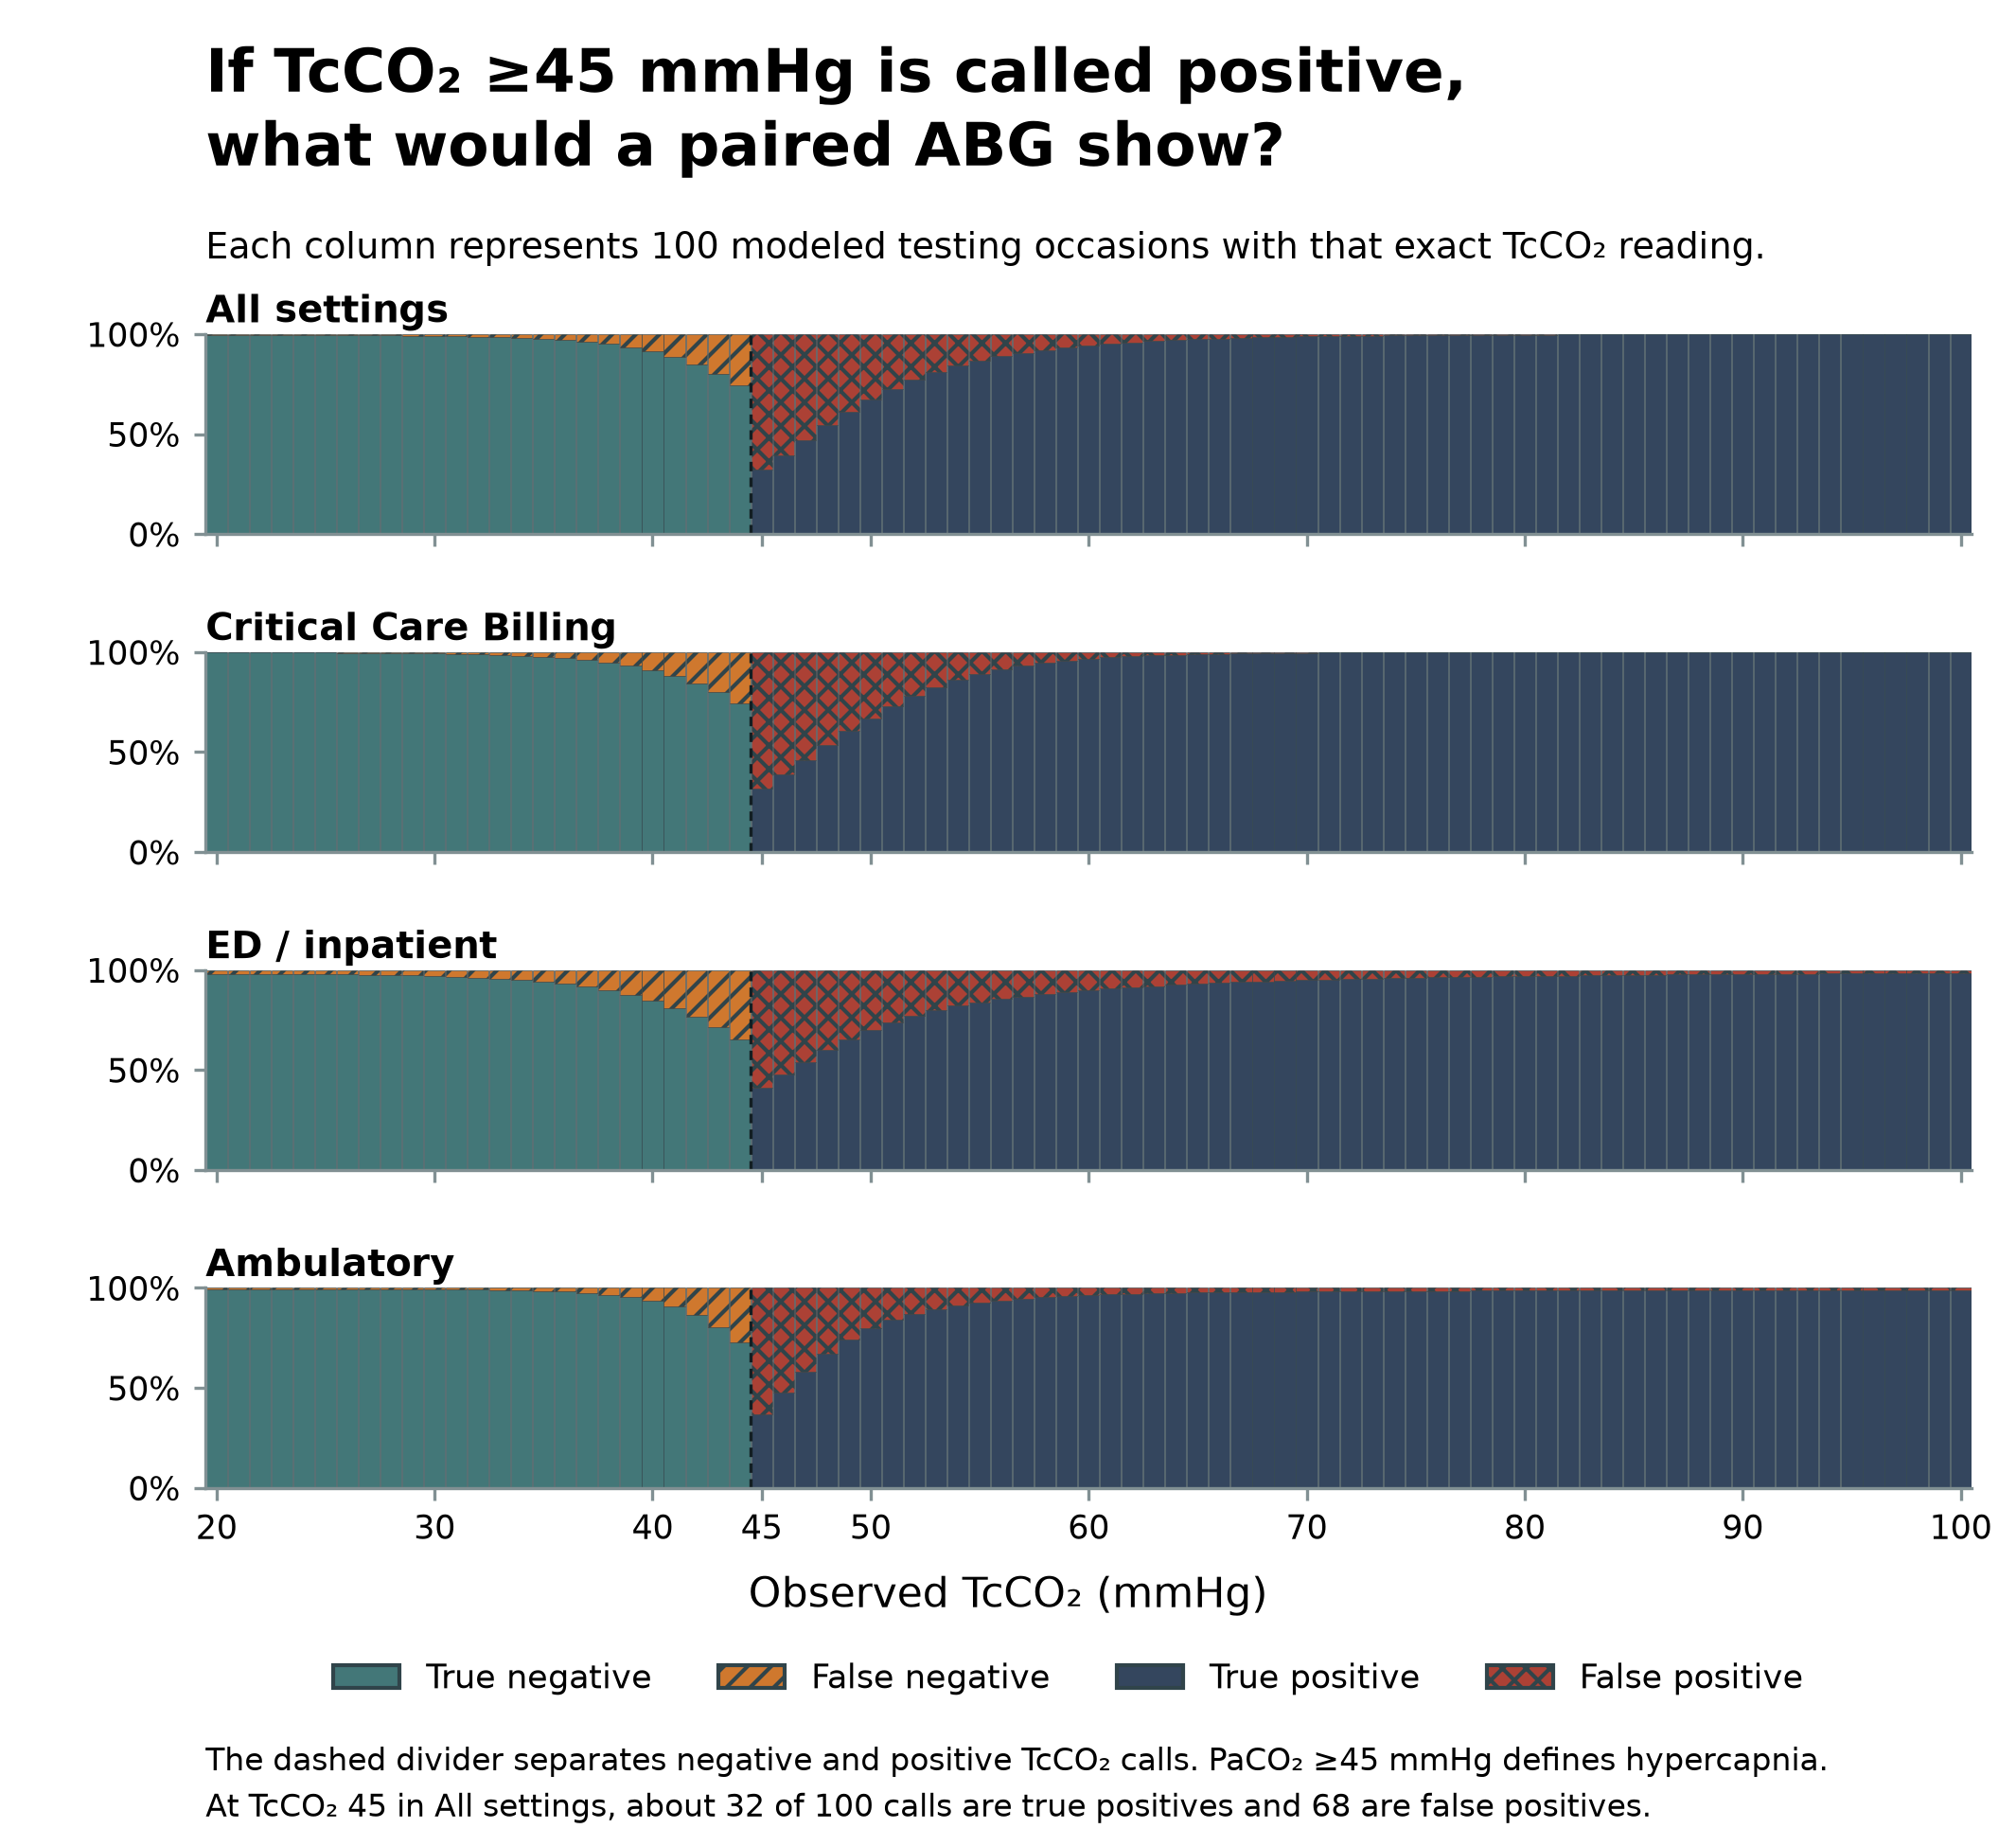 If TcCO₂ ≥45 mmHg is called positive,
what would a paired ABG show?
Each column represents 100 modeled testing occasions with that exact TcCO₂ reading.
All settings
100%
50%
0%
Critical Care Billing
100%
50%
0%
ED / inpatient
100%
50%
0%
Ambulatory
100%
50%
0%
20 30 40 45 50 60 70 80 90 100
Observed TcCO₂ (mmHg)
True negative False negative True positive False positive
The dashed divider separates negative and positive TcCO₂ calls. PaCO₂ ≥45 mmHg defines hypercapnia.
At TcCO₂ 45 in All settings, about 32 of 100 calls are true positives and 68 are false positives.